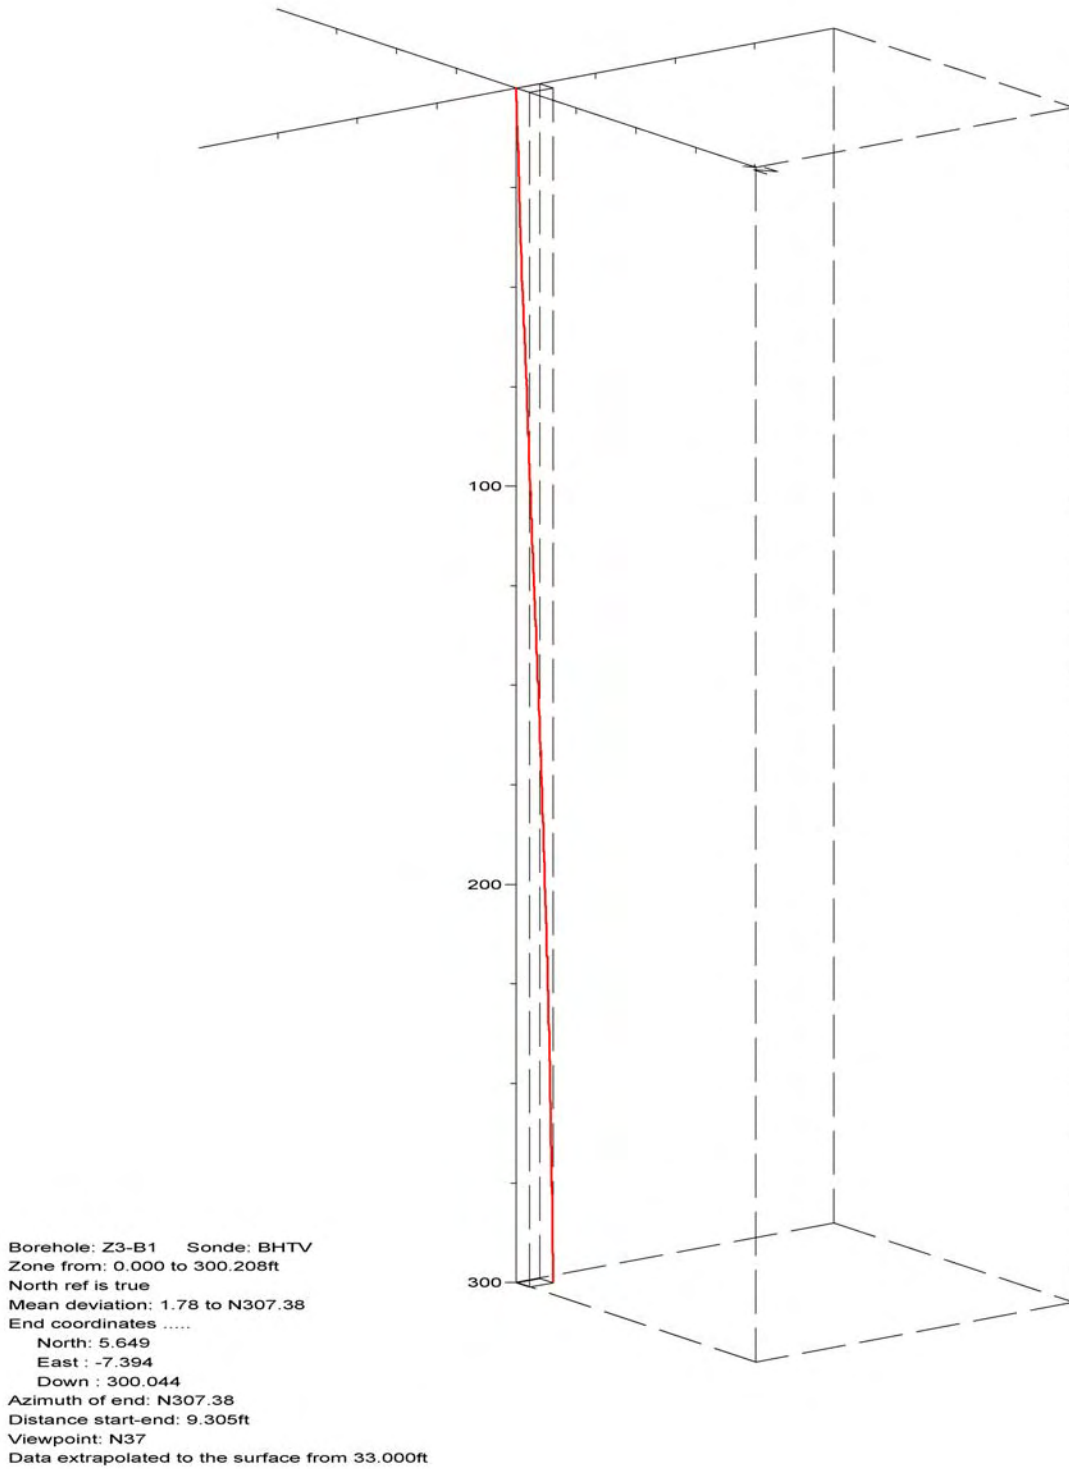 100
200
300
Borehole: Z3-B1 Sonde: BHTV
Zone from: 0.000 to 300.208ft
North ref is true
Mean deviation: 1.78 to N307.38
End coordinates .....
North: 5.649
East : -7.394
Down : 300.044
Azimuth of end: N307.38
Distance start-end: 9.305ft
Viewpoint: N37
Data extrapolated to the surface from 33.000ft